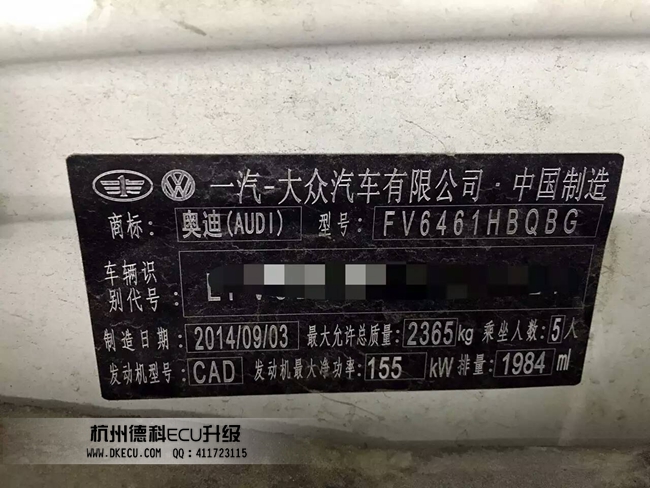 一汽-大众汽车有限公司·中国制造
商标: 奥迪(AUDI) 型号: FV6461HBQBG
车辆识
别代号:
制造日期: 2014/09/03 最大允许总质量: 2365kg 乘坐人数: 5人
发动机型号: CAD 发动机最大净功率: 155 kW 排量: 1984 ml
杭州德科ECU升级
WWW.DKECU.COM QQ:411723115